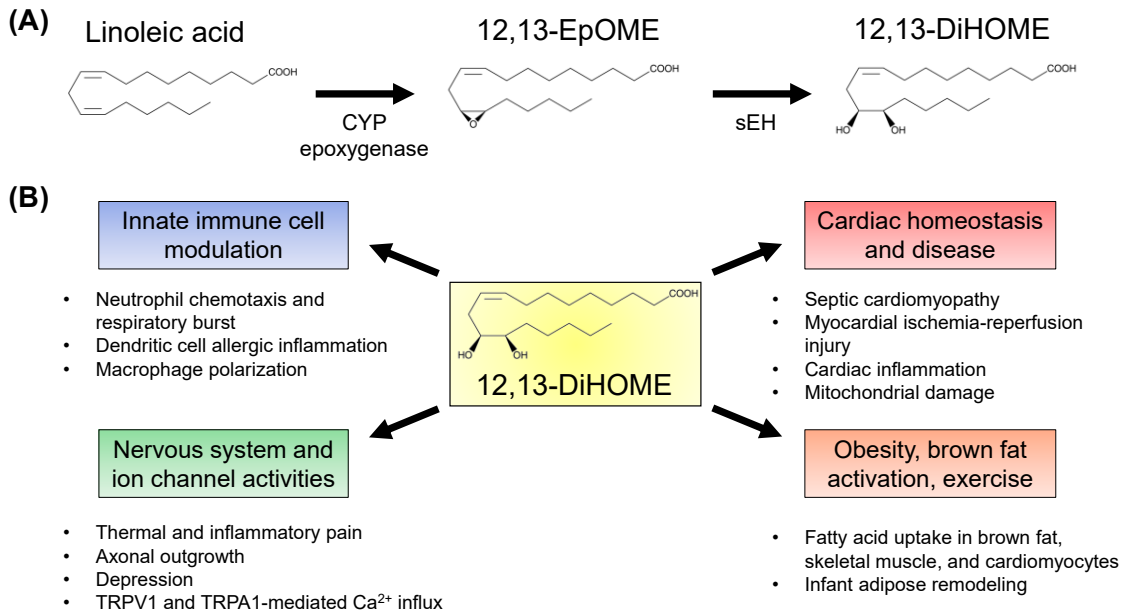 (A)
Linoleic acid
COOH
12,13-EpOME
COOH
O
12,13-DiHOME
COOH
HO
OH
CYP
epoxygenase
sEH
(B)
Innate immune cell
modulation
• Neutrophil chemotaxis and
respiratory burst
• Dendritic cell allergic inflammation
• Macrophage polarization
Cardiac homeostasis
and disease
• Septic cardiomyopathy
• Myocardial ischemia-reperfusion
injury
• Cardiac inflammation
• Mitochondrial damage
COOH
HO
OH
12,13-DiHOME
Nervous system and
ion channel activities
• Thermal and inflammatory pain
• Axonal outgrowth
• Depression
• TRPV1 and TRPA1-mediated Ca²⁺ influx
Obesity, brown fat
activation, exercise
• Fatty acid uptake in brown fat,
skeletal muscle, and cardiomyocytes
• Infant adipose remodeling